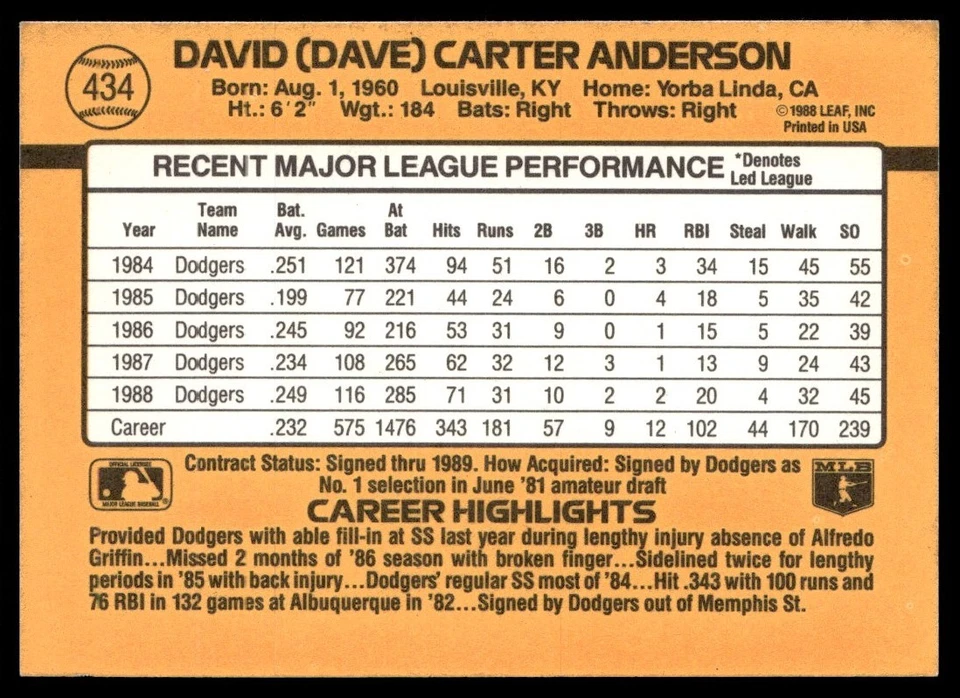 434
DAVID (DAVE) CARTER ANDERSON
Born: Aug. 1, 1960 Louisville, KY Home: Yorba Linda, CA
Ht.: 6'2" Wgt.: 184 Bats: Right Throws: Right
©1988 LEAF, INC
Printed in USA
RECENT MAJOR LEAGUE PERFORMANCE *Denotes
Led League
Year Team Name Bat. Avg. Games At Bat Hits Runs 2B 3B HR RBI Steal Walk SO
1984 Dodgers .251 121 374 94 51 16 2 3 34 15 45 55
1985 Dodgers .199 77 221 44 24 6 0 4 18 5 35 42
1986 Dodgers .245 92 216 53 31 9 0 1 15 5 22 39
1987 Dodgers .234 108 265 62 32 12 3 1 13 9 24 43
1988 Dodgers .249 116 285 71 31 10 2 2 20 4 32 45
Career .232 575 1476 343 181 57 9 12 102 44 170 239
OFFICIAL LICENSEE
MAJOR LEAGUE BASEBALL
Contract Status: Signed thru 1989. How Acquired: Signed by Dodgers as
No. 1 selection in June '81 amateur draft
MLB
CAREER HIGHLIGHTS
Provided Dodgers with able fill-in at SS last year during lengthy injury absence of Alfredo
Griffin...Missed 2 months of '86 season with broken finger...Sidelined twice for lengthy
periods in '85 with back injury...Dodgers' regular SS most of '84...Hit .343 with 100 runs and
76 RBI in 132 games at Albuquerque in '82...Signed by Dodgers out of Memphis St.